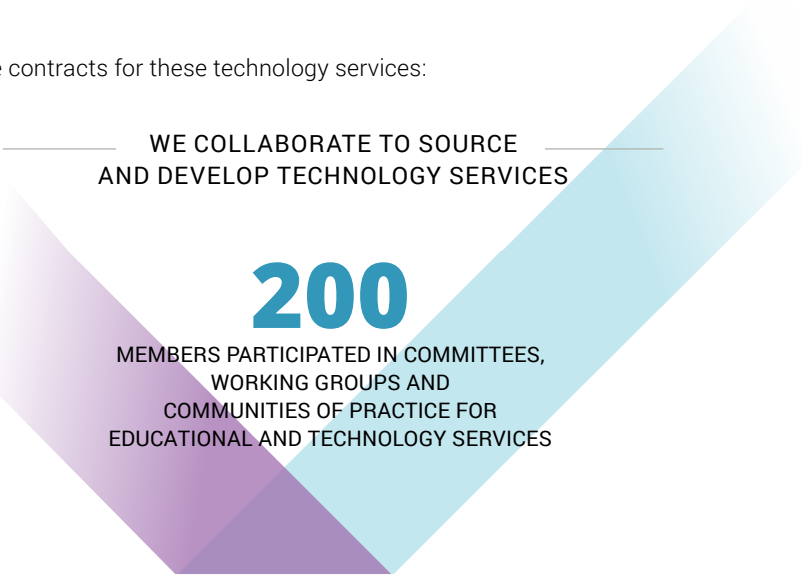 contracts for these technology services:
WE COLLABORATE TO SOURCE
AND DEVELOP TECHNOLOGY SERVICES
200
MEMBERS PARTICIPATED IN COMMITTEES,
WORKING GROUPS AND
COMMUNITIES OF PRACTICE FOR
EDUCATIONAL AND TECHNOLOGY SERVICES